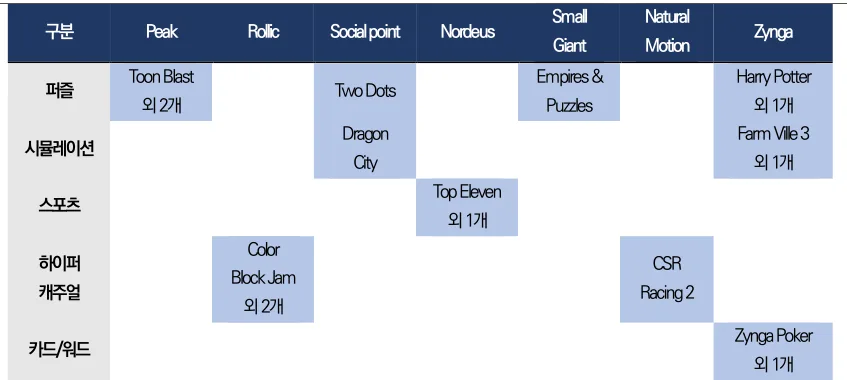 구분 Peak Rollic Social point Nordeus Small Giant Natural Motion Zynga
퍼즐 Toon Blast 외 2개 Two Dots Empires & Puzzles Harry Potter 외 1개
시뮬레이션 Dragon City Farm Ville 3 외 1개
스포츠 Top Eleven 외 1개
하이퍼 캐주얼 Color Block Jam 외 2개 CSR Racing 2
카드/워드 Zynga Poker 외 1개